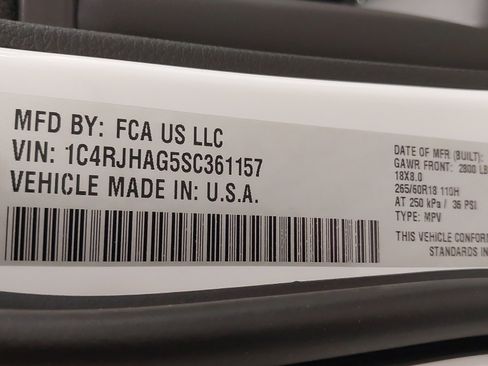 MFD BY: FCA US LLC
VIN: 1C4RJHAG5SC361157
VEHICLE MADE IN: U.S.A.
DATE OF MFR (BUILT):
GAWR FRONT: 2800 LB
18X8.0
265/60R18 110H
AT 250 kPa / 36 PSI
TYPE: MPV
THIS VEHICLE CONFORM
STANDARDS IN